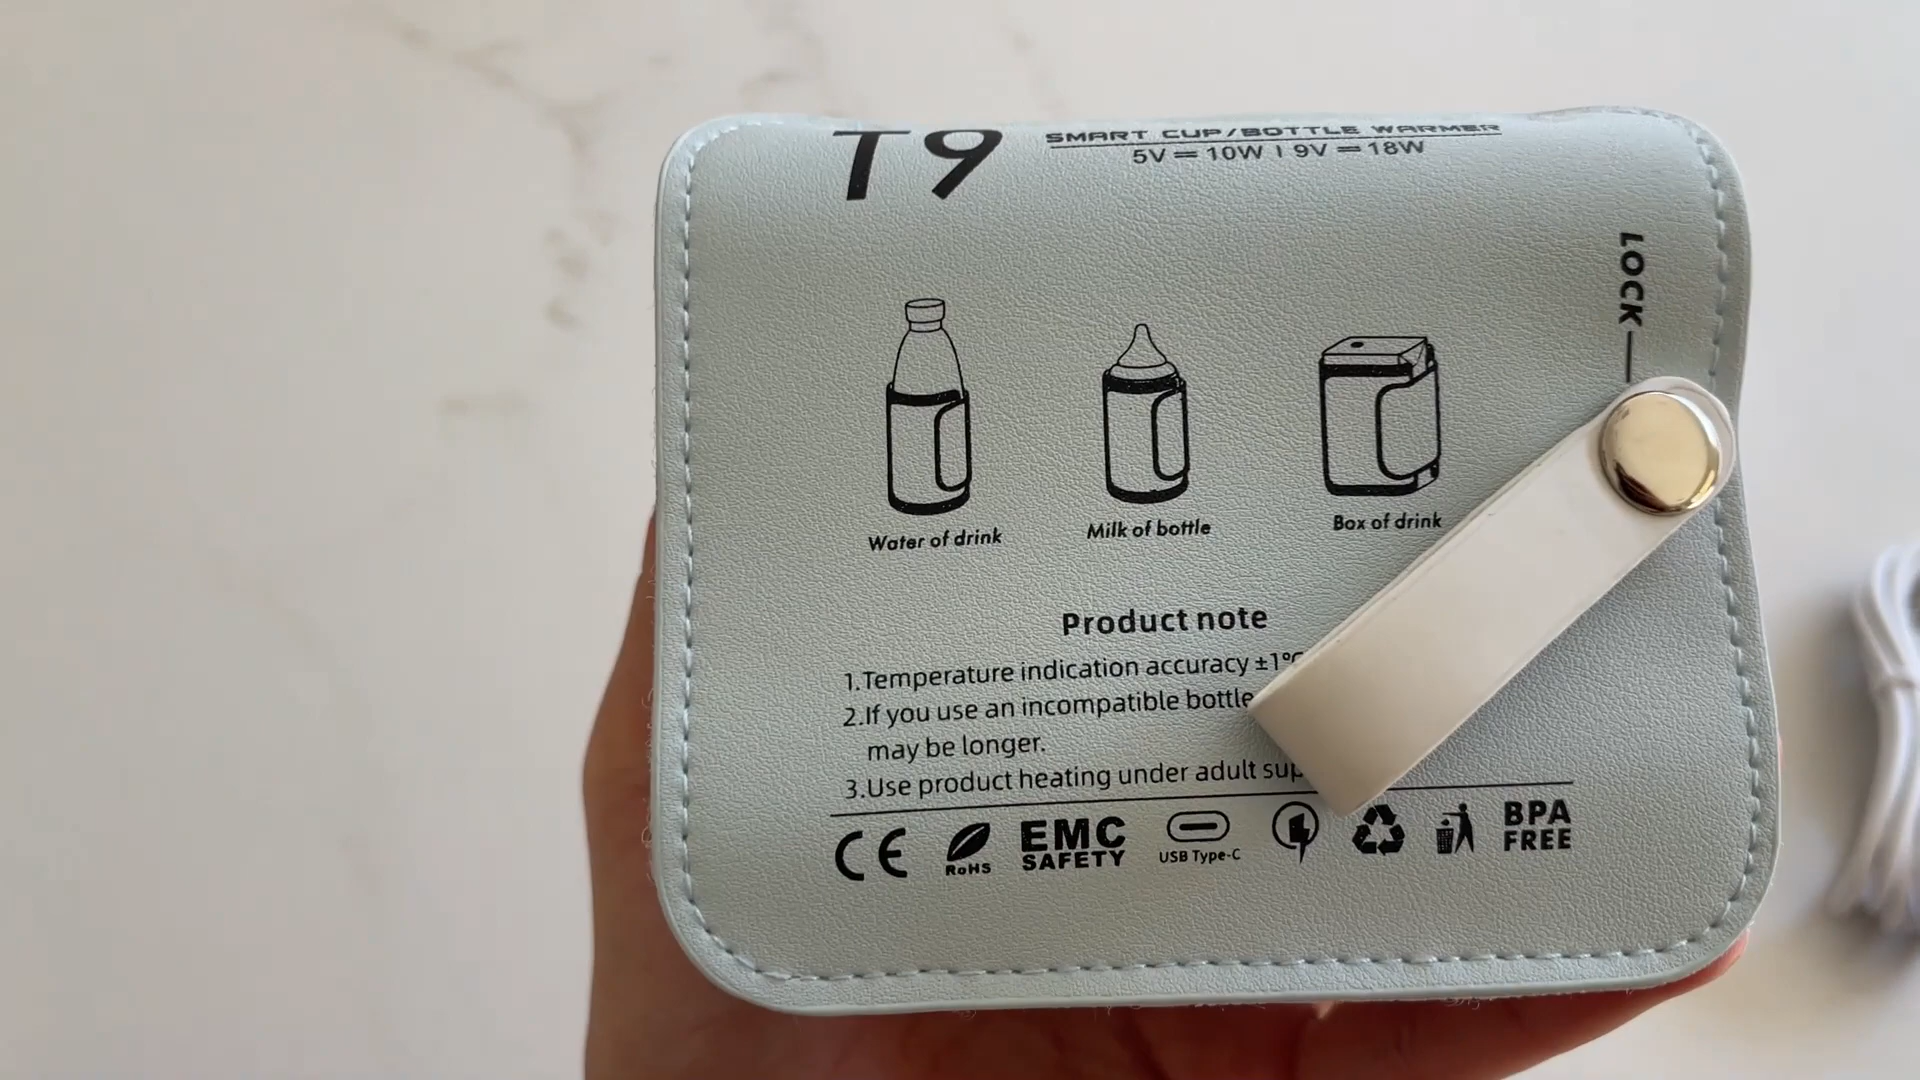 T9
SMART CUP/BOTTLE WARMER
5V ⎓ 10W | 9V ⎓ 18W
LOCK
Water of drink
Milk of bottle
Box of drink
Product note
1.Temperature indication accuracy ±1°C
2.If you use an incompatible bottle
may be longer.
3.Use product heating under adult
CE
RoHS
EMC
SAFETY
USB Type-C
BPA
FREE